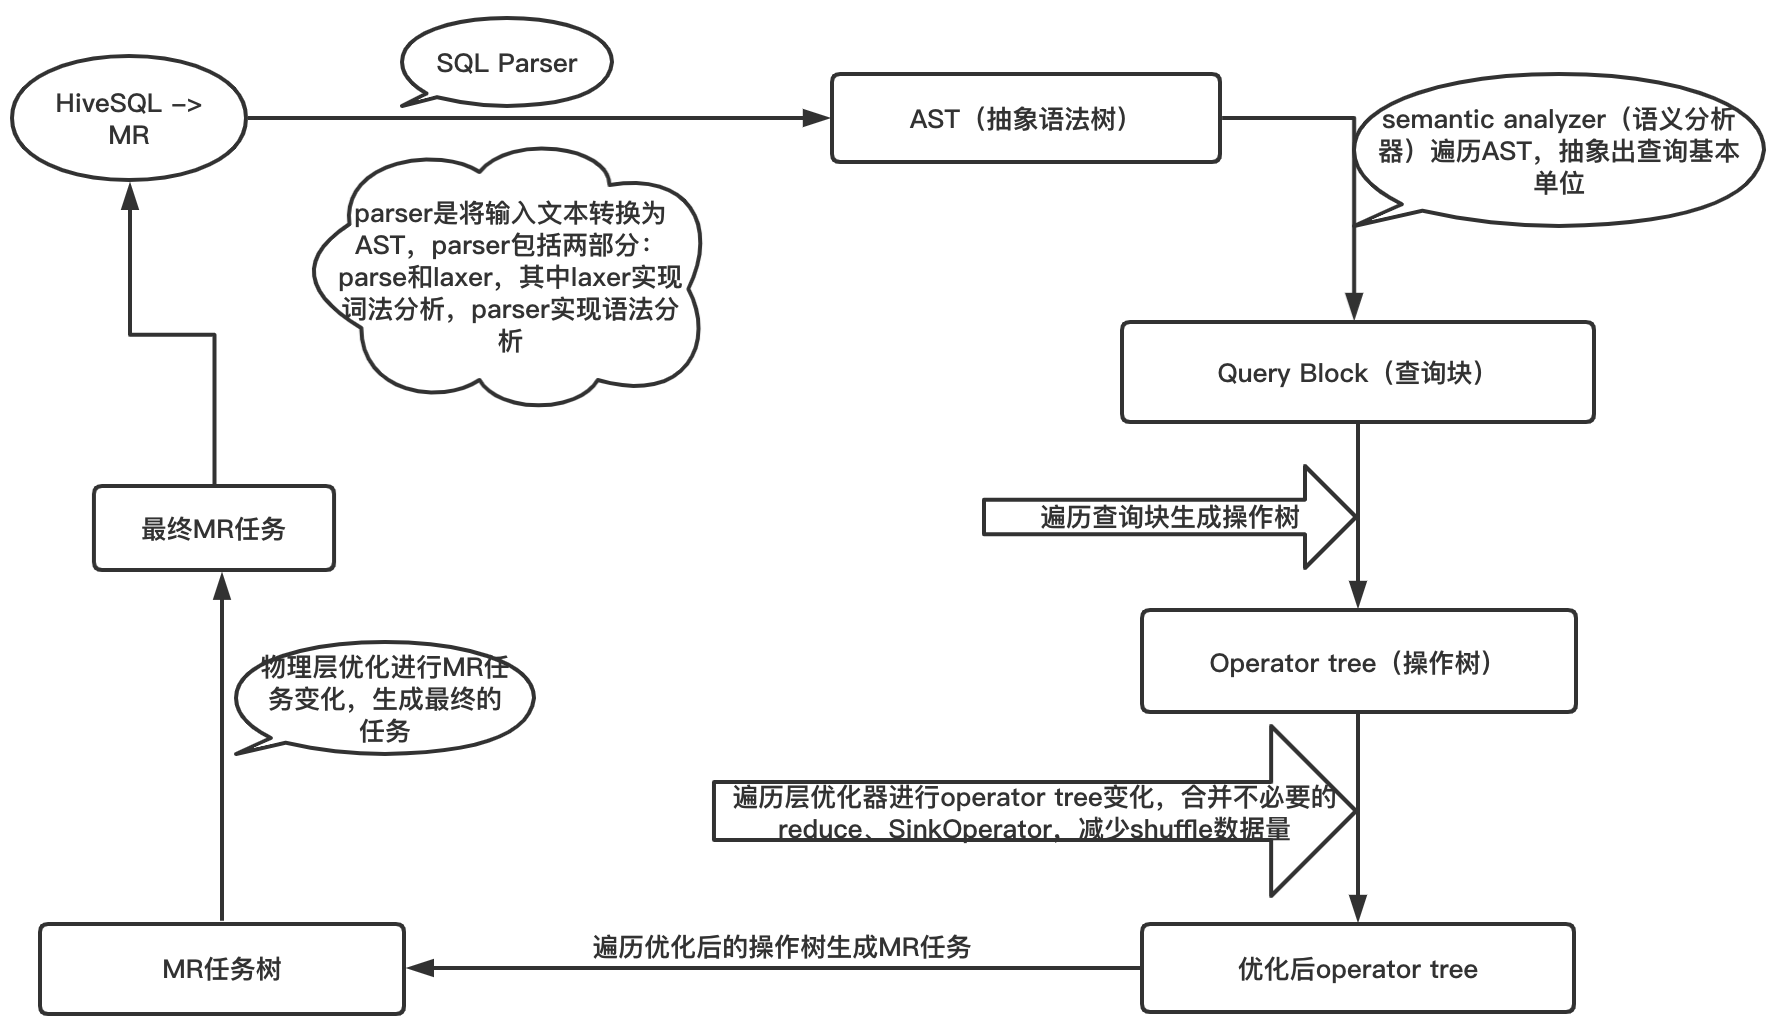 SQL Parser
HiveSQL –>
MR
AST（抽象语法树）
semantic analyzer（语义分析
器）遍历AST，抽象出查询基本
单位
parser是将输入文本转换为
AST，parser包括两部分：
parse和laxer，其中laxer实现
词法分析，parser实现语法分
析
Query Block（查询块）
遍历查询块生成操作树
最终MR任务
Operator tree（操作树）
物理层优化进行MR任
务变化，生成最终的
任务
遍历层优化器进行operator tree变化，合并不必要的
reduce、SinkOperator，减少shuffle数据量
遍历优化后的操作树生成MR任务
MR任务树
优化后operator tree